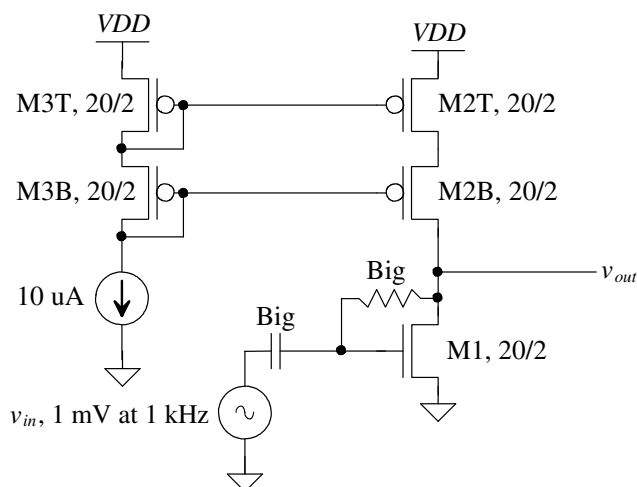 VDD
VDD
M3T, 20/2
M2T, 20/2
M3B, 20/2
M2B, 20/2
Big
v_out
10 uA
Big
M1, 20/2
v_in, 1 mV at 1 kHz